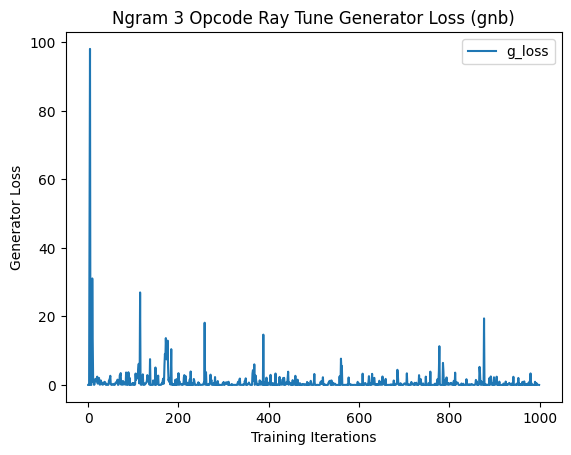 Ngram 3 Opcode Ray Tune Generator Loss (gnb)
g_loss
Generator Loss
100
80
60
40
20
0
0 200 400 600 800 1000
Training Iterations